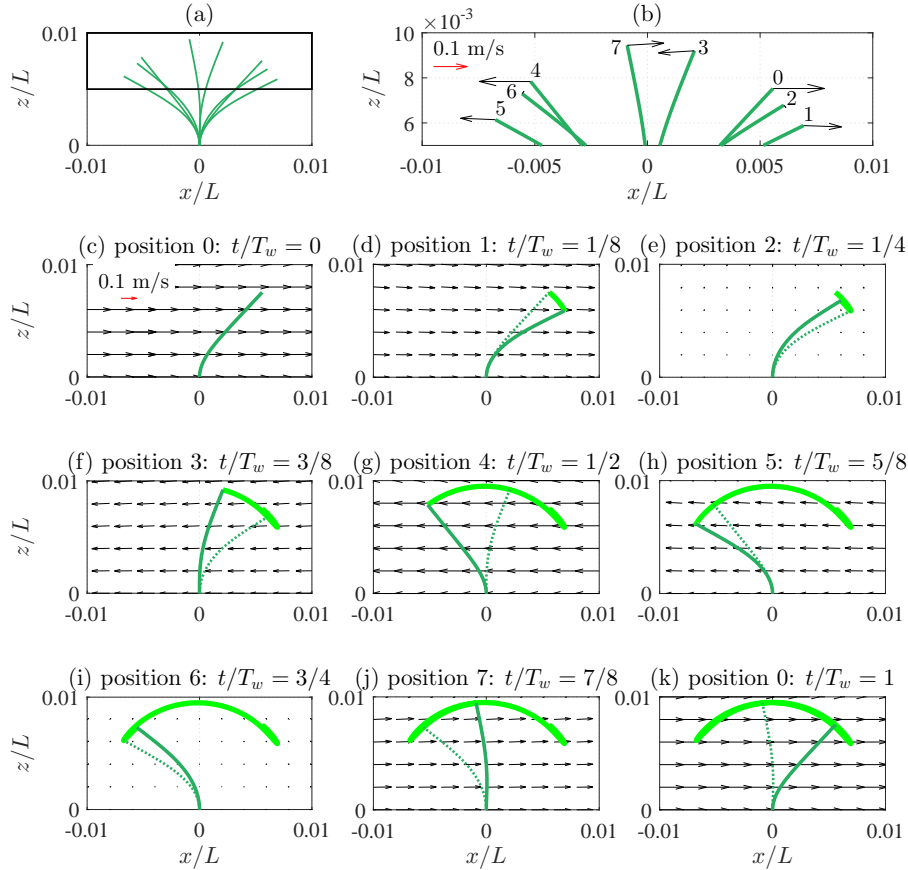 (a)
(b)
z/L
0.01
0
-0.01
0
0.01
x/L
×10⁻³
z/L
10
8
6
0.1 m/s
7
3
4
6
5
0
2
1
-0.01
-0.005
0
0.005
0.01
x/L
(c) position 0: t/T_w = 0
z/L
0.01
0
0.1 m/s
-0.01
0
0.01
(d) position 1: t/T_w = 1/8
0.01
0
-0.01
0
0.01
(e) position 2: t/T_w = 1/4
0.01
0
-0.01
0
0.01
(f) position 3: t/T_w = 3/8
z/L
0.01
0
-0.01
0
0.01
(g) position 4: t/T_w = 1/2
0.01
0
-0.01
0
0.01
(h) position 5: t/T_w = 5/8
0.01
0
-0.01
0
0.01
(i) position 6: t/T_w = 3/4
z/L
0.01
0
-0.01
0
0.01
x/L
(j) position 7: t/T_w = 7/8
0.01
0
-0.01
0
0.01
x/L
(k) position 0: t/T_w = 1
0.01
0
-0.01
0
0.01
x/L